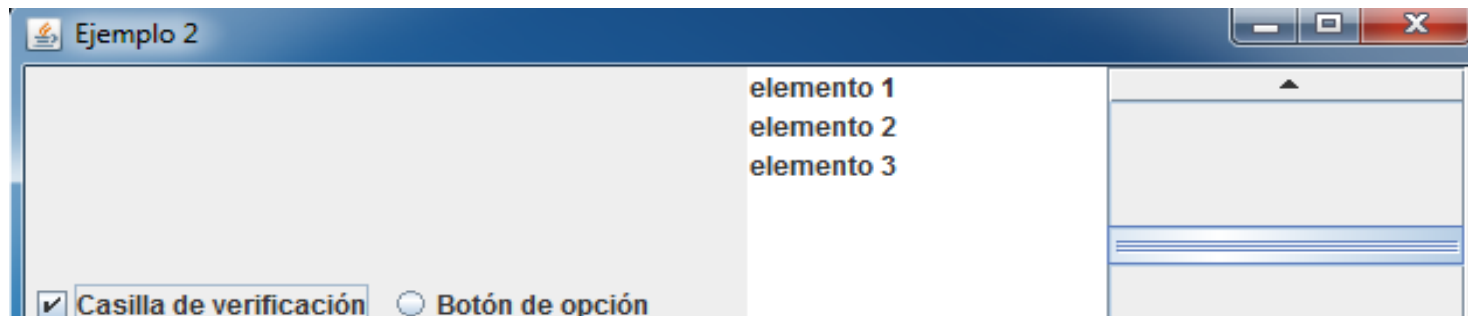 Ejemplo 2
elemento 1
elemento 2
elemento 3
Casilla de verificación Botón de opción